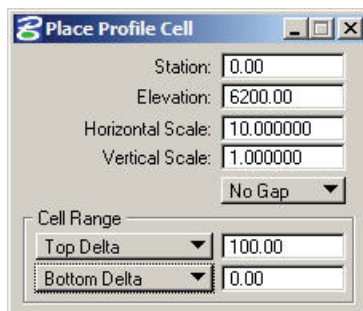 Place Profile Cell
Station: 0.00
Elevation: 6200.00
Horizontal Scale: 10.000000
Vertical Scale: 1.000000
No Gap
Cell Range
Top Delta 100.00
Bottom Delta 0.00